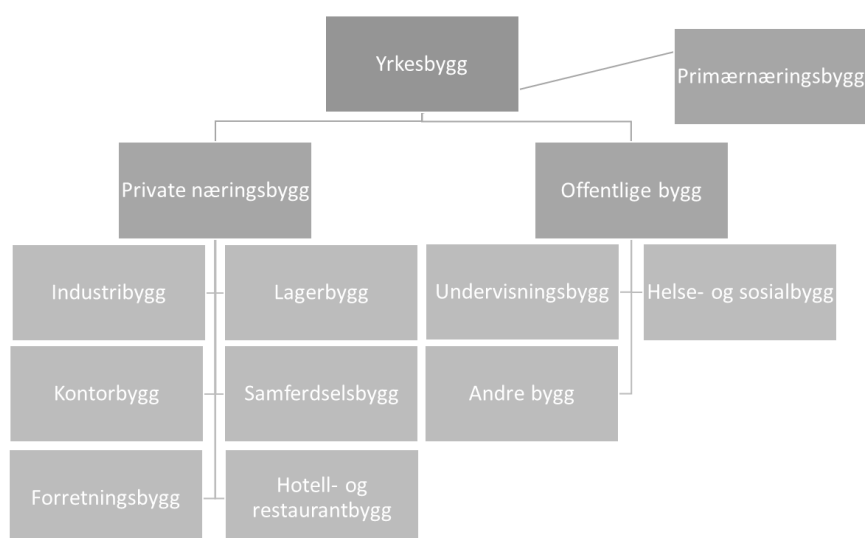 Yrkesbygg
Primærnæringsbygg
Private næringsbygg
Offentlige bygg
Industribygg
Lagerbygg
Undervisningsbygg
Helse- og sosialbygg
Kontorbygg
Samferdselsbygg
Andre bygg
Forretningsbygg
Hotell- og
restaurantbygg